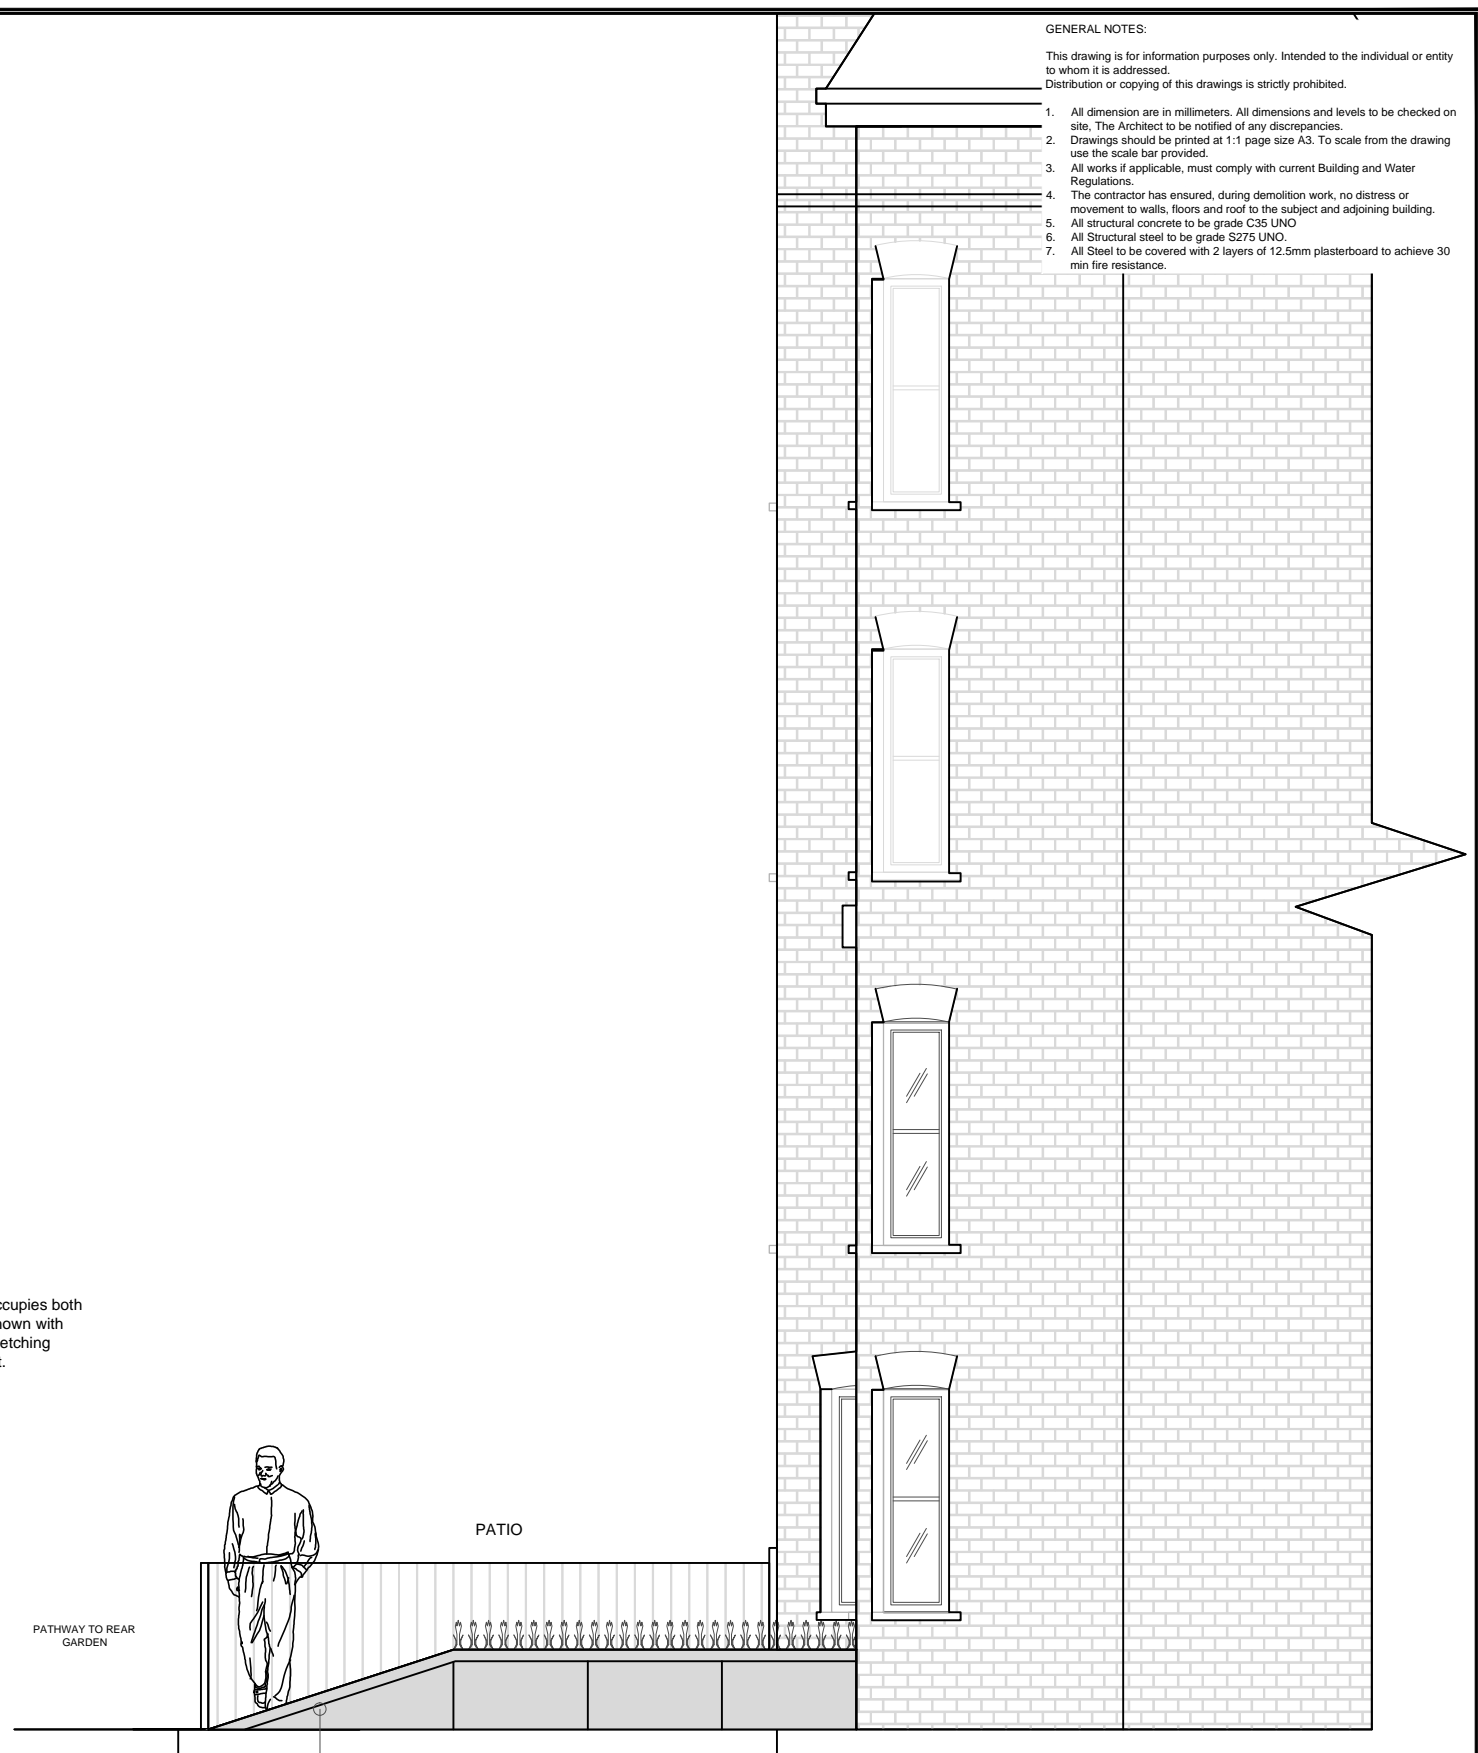 GENERAL NOTES:
This drawing is for information purposes only. Intended to the individual or entity
to whom it is addressed.
Distribution or copying of this drawings is strictly prohibited.
1. All dimension are in millimeters. All dimensions and levels to be checked on
site, The Architect to be notified of any discrepancies.
2. Drawings should be printed at 1:1 page size A3. To scale from the drawing
use the scale bar provided.
3. All works if applicable, must comply with current Building and Water
Regulations.
4. The contractor has ensured, during demolition work, no distress or
movement to walls, floors and roof to the subject and adjoining building.
5. All structural concrete to be grade C35 UNO
6. All Structural steel to be grade S275 UNO.
7. All Steel to be covered with 2 layers of 12.5mm plasterboard to achieve 30
min fire resistance.
both
with
PATIO
PATHWAY TO REAR
GARDEN